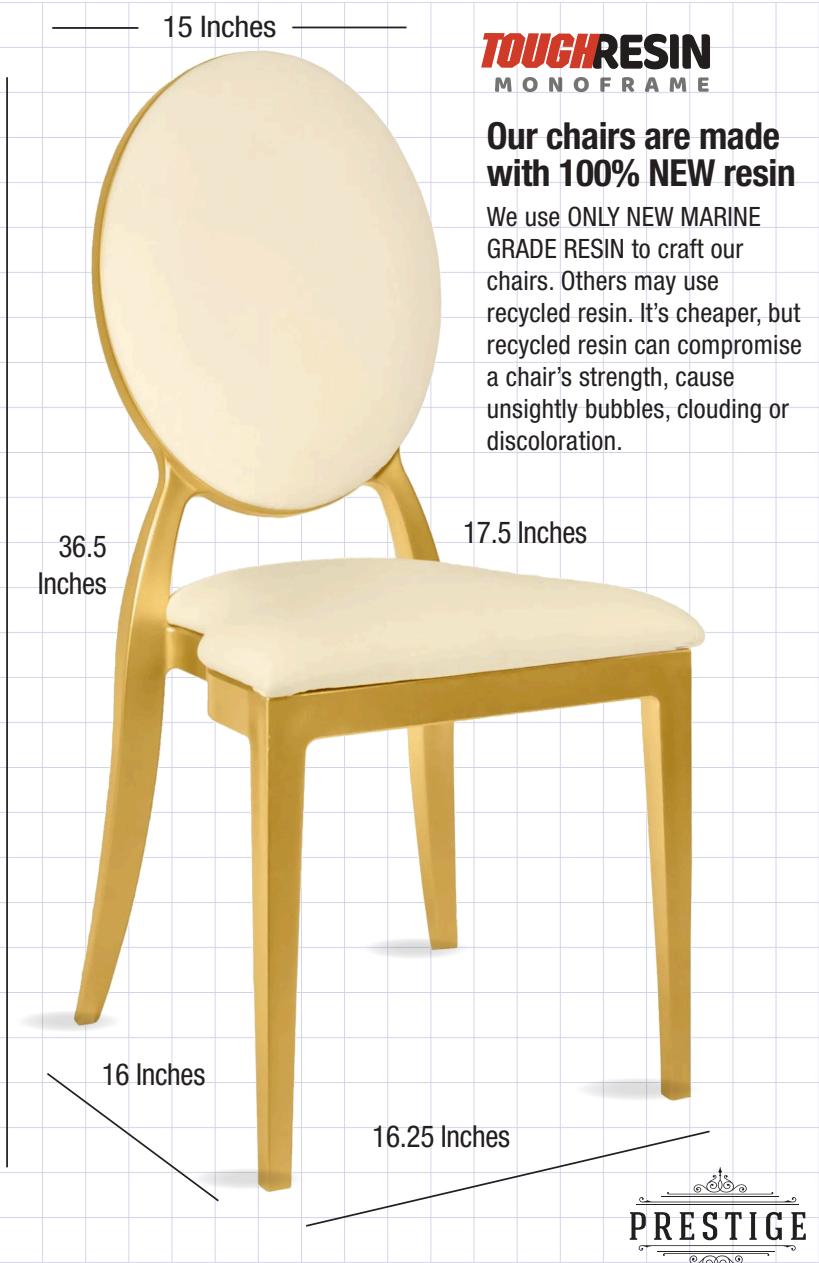 15 Inches
TOUGHRESIN
MONOFRAME
Our chairs are made
with 100% NEW resin
We use ONLY NEW MARINE
GRADE RESIN to craft our
chairs. Others may use
recycled resin. It’s cheaper, but
recycled resin can compromise
a chair’s strength, cause
unsightly bubbles, clouding or
discoloration.
17.5 Inches
36.5
Inches
16 Inches
16.25 Inches
PRESTIGE